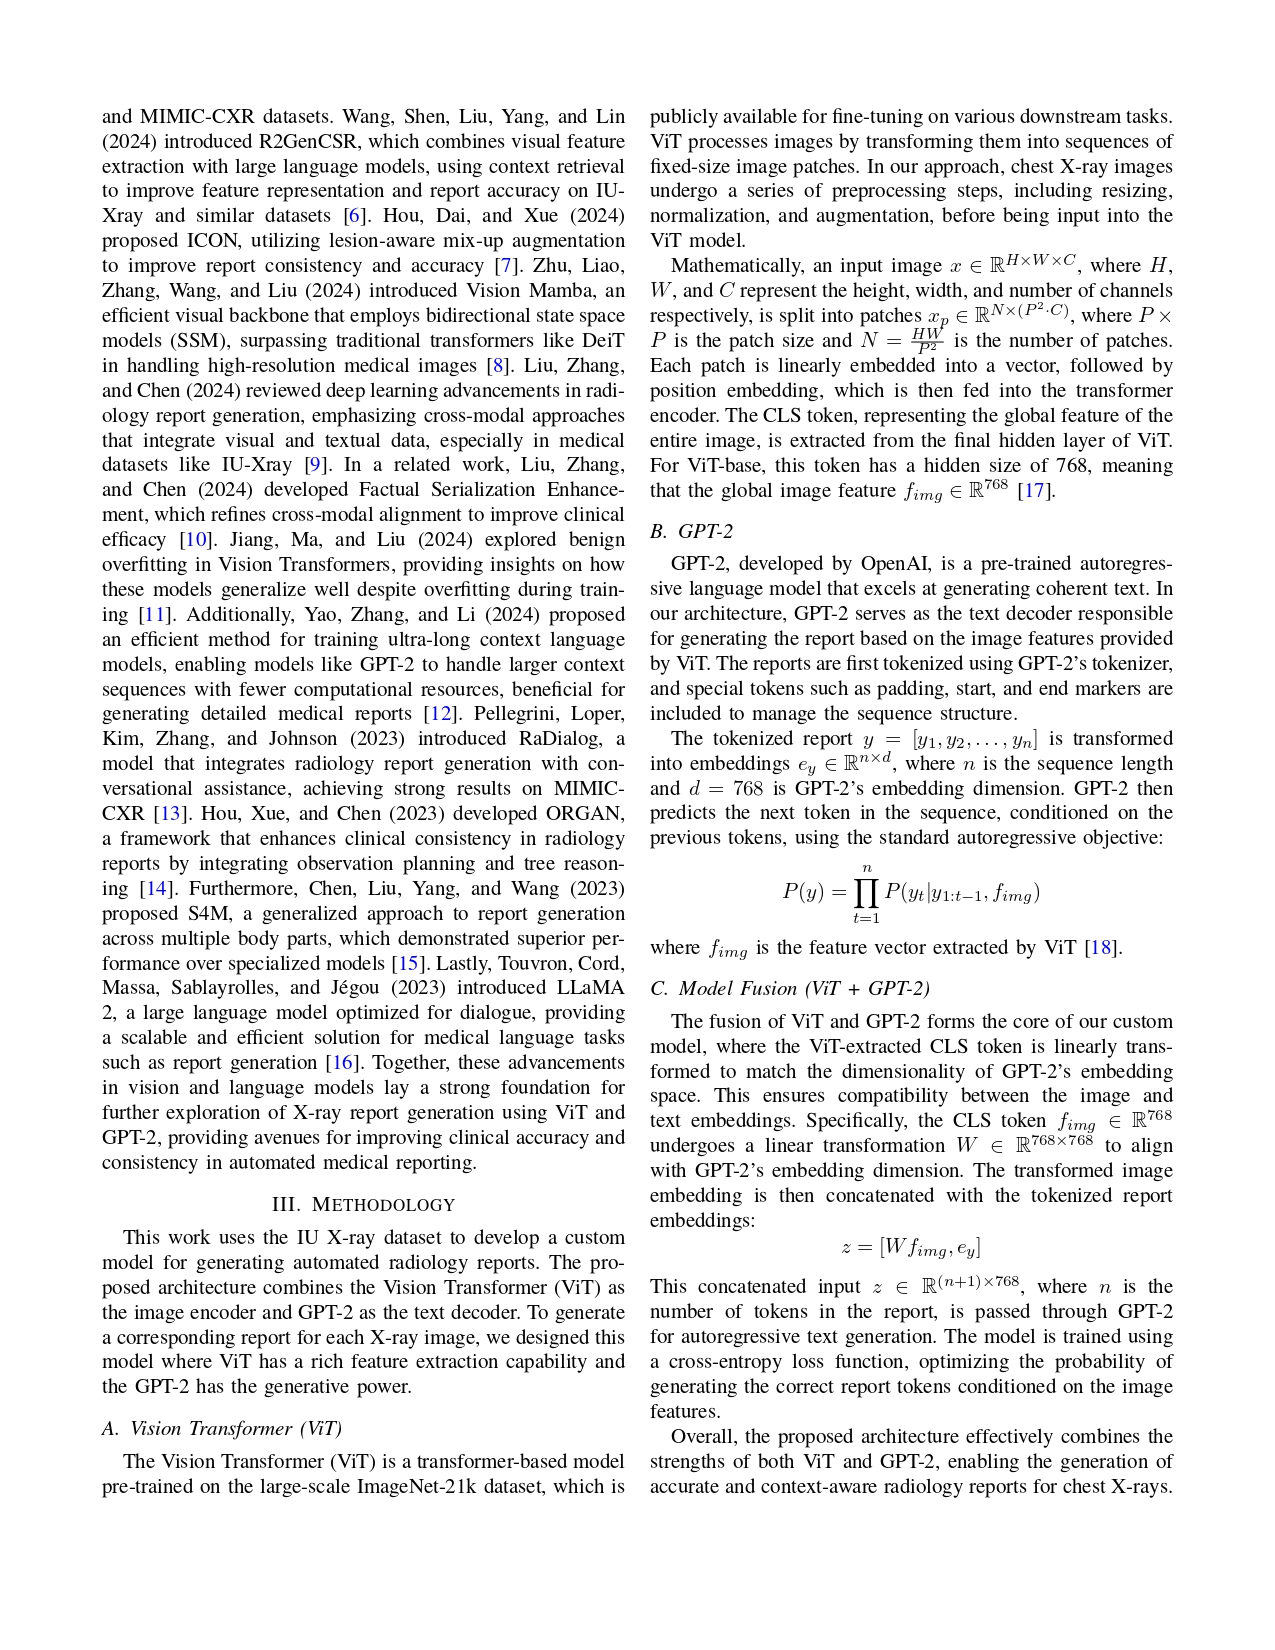 and MIMIC-CXR datasets. Wang, Shen, Liu, Yang, and Lin
(2024) introduced R2GenCSR, which combines visual feature
extraction with large language models, using context retrieval
to improve feature representation and report accuracy on IU-
Xray and similar datasets [6]. Hou, Dai, and Xue (2024)
proposed ICON, utilizing lesion-aware mix-up augmentation
to improve report consistency and accuracy [7]. Zhu, Liao,
Zhang, Wang, and Liu (2024) introduced Vision Mamba, an
efficient visual backbone that employs bidirectional state space
models (SSM), surpassing traditional transformers like DeiT
in handling high-resolution medical images [8]. Liu, Zhang,
and Chen (2024) reviewed deep learning advancements in radi-
ology report generation, emphasizing cross-modal approaches
that integrate visual and textual data, especially in medical
datasets like IU-Xray [9]. In a related work, Liu, Zhang,
and Chen (2024) developed Factual Serialization Enhance-
ment, which refines cross-modal alignment to improve clinical
efficacy [10]. Jiang, Ma, and Liu (2024) explored benign
overfitting in Vision Transformers, providing insights on how
these models generalize well despite overfitting during train-
ing [11]. Additionally, Yao, Zhang, and Li (2024) proposed
an efficient method for training ultra-long context language
models, enabling models like GPT-2 to handle larger context
sequences with fewer computational resources, beneficial for
generating detailed medical reports [12]. Pellegrini, Loper,
Kim, Zhang, and Johnson (2023) introduced RaDialog, a
model that integrates radiology report generation with con-
versational assistance, achieving strong results on MIMIC-
CXR [13]. Hou, Xue, and Chen (2023) developed ORGAN,
a framework that enhances clinical consistency in radiology
reports by integrating observation planning and tree reason-
ing [14]. Furthermore, Chen, Liu, Yang, and Wang (2023)
proposed S4M, a generalized approach to report generation
across multiple body parts, which demonstrated superior per-
formance over specialized models [15]. Lastly, Touvron, Cord,
Massa, Sablayrolles, and Jégou (2023) introduced LLaMA
2, a large language model optimized for dialogue, providing
a scalable and efficient solution for medical language tasks
such as report generation [16]. Together, these advancements
in vision and language models lay a strong foundation for
further exploration of X-ray report generation using ViT and
GPT-2, providing avenues for improving clinical accuracy and
consistency in automated medical reporting.
III. METHODOLOGY
This work uses the IU X-ray dataset to develop a custom
model for generating automated radiology reports. The pro-
posed architecture combines the Vision Transformer (ViT) as
the image encoder and GPT-2 as the text decoder. To generate
a corresponding report for each X-ray image, we designed this
model where ViT has a rich feature extraction capability and
the GPT-2 has the generative power.
A. Vision Transformer (ViT)
The Vision Transformer (ViT) is a transformer-based model
pre-trained on the large-scale ImageNet-21k dataset, which is
publicly available for fine-tuning on various downstream tasks.
ViT processes images by transforming them into sequences of
fixed-size image patches. In our approach, chest X-ray images
undergo a series of preprocessing steps, including resizing,
normalization, and augmentation, before being input into the
ViT model.
Mathematically, an input image $x \in \mathbb{R}^{H \times W \times C}$, where $H$,
$W$, and $C$ represent the height, width, and number of channels
respectively, is split into patches $x_p \in \mathbb{R}^{N \times (P^2 \cdot C)}$, where $P \times$
$P$ is the patch size and $N = \frac{HW}{P^2}$ is the number of patches.
Each patch is linearly embedded into a vector, followed by
position embedding, which is then fed into the transformer
encoder. The CLS token, representing the global feature of the
entire image, is extracted from the final hidden layer of ViT.
For ViT-base, this token has a hidden size of 768, meaning
that the global image feature $f_{img} \in \mathbb{R}^{768}$ [17].
B. GPT-2
GPT-2, developed by OpenAI, is a pre-trained autoregres-
sive language model that excels at generating coherent text. In
our architecture, GPT-2 serves as the text decoder responsible
for generating the report based on the image features provided
by ViT. The reports are first tokenized using GPT-2's tokenizer,
and special tokens such as padding, start, and end markers are
included to manage the sequence structure.
The tokenized report $y = [y_1, y_2, \ldots, y_n]$ is transformed
into embeddings $e_y \in \mathbb{R}^{n \times d}$, where $n$ is the sequence length
and $d = 768$ is GPT-2's embedding dimension. GPT-2 then
predicts the next token in the sequence, conditioned on the
previous tokens, using the standard autoregressive objective:
$P(y) = \prod_{t=1}^{n} P(y_t | y_{1:t-1}, f_{img})$
where $f_{img}$ is the feature vector extracted by ViT [18].
C. Model Fusion (ViT + GPT-2)
The fusion of ViT and GPT-2 forms the core of our custom
model, where the ViT-extracted CLS token is linearly trans-
formed to match the dimensionality of GPT-2's embedding
space. This ensures compatibility between the image and
text embeddings. Specifically, the CLS token $f_{img} \in \mathbb{R}^{768}$
undergoes a linear transformation $W \in \mathbb{R}^{768 \times 768}$ to align
with GPT-2's embedding dimension. The transformed image
embedding is then concatenated with the tokenized report
embeddings:
$z = [W f_{img}, e_y]$
This concatenated input $z \in \mathbb{R}^{(n+1) \times 768}$, where $n$ is the
number of tokens in the report, is passed through GPT-2
for autoregressive text generation. The model is trained using
a cross-entropy loss function, optimizing the probability of
generating the correct report tokens conditioned on the image
features.
Overall, the proposed architecture effectively combines the
strengths of both ViT and GPT-2, enabling the generation of
accurate and context-aware radiology reports for chest X-rays.